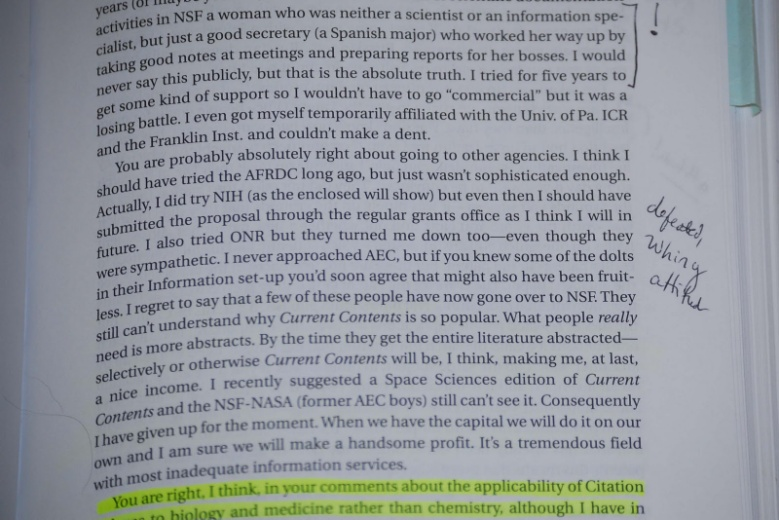 years (or
activities in NSF a woman who was neither a scientist or an information spe-
cialist, but just a good secretary (a Spanish major) who worked her way up by
taking good notes at meetings and preparing reports for her bosses. I would
never say this publicly, but that is the absolute truth. I tried for five years to
get some kind of support so I wouldn't have to go “commercial” but it was a
losing battle. I even got myself temporarily affiliated with the Univ. of Pa. ICR
and the Franklin Inst. and couldn't make a dent.
You are probably absolutely right about going to other agencies. I think I
should have tried the AFRDC long ago, but just wasn't sophisticated enough.
Actually, I did try NIH (as the enclosed will show) but even then I should have
submitted the proposal through the regular grants office as I think I will in
future. I also tried ONR but they turned me down too—even though they
were sympathetic. I never approached AEC, but if you knew some of the dolts
in their Information set-up you'd soon agree that might also have been fruit-
less. I regret to say that a few of these people have now gone over to NSF. They
still can't understand why Current Contents is so popular. What people really
need is more abstracts. By the time they get the entire literature abstracted—
selectively or otherwise Current Contents will be, I think, making me, at last,
a nice income. I recently suggested a Space Sciences edition of Current
Contents and the NSF-NASA (former AEC boys) still can't see it. Consequently
I have given up for the moment. When we have the capital we will do it on our
own and I am sure we will make a handsome profit. It's a tremendous field
with most inadequate information services.
You are right, I think, in your comments about the applicability of Citation
to biology and medicine rather than chemistry, although I have in
!
defeated,
Whiny